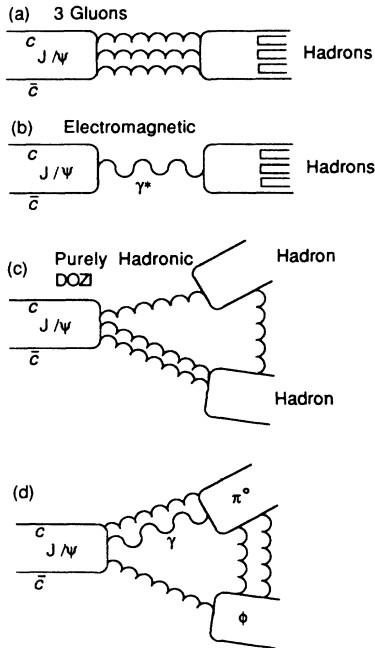 (a) 3 Gluons
c
J/ψ
c̄
Hadrons
(b) Electromagnetic
c
J/ψ
c̄
γ*
Hadrons
(c) Purely Hadronic
DOZI
Hadron
c
J/ψ
c̄
Hadron
(d)
π°
c
J/ψ
γ
c̄
ϕ